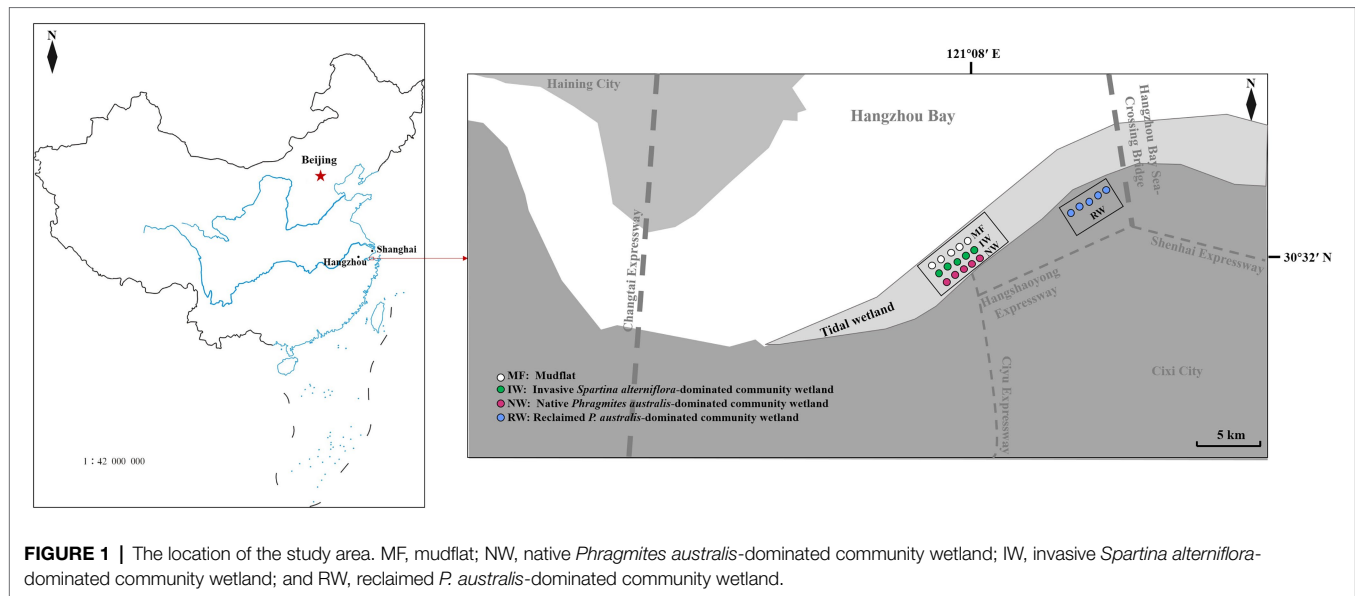 N
Beijing
Shanghai
Hangzhou
1 : 42 000 000
121°08′ E
N
Haining City
Hangzhou Bay
Hangzhou Bay Sea-
Crossing Bridge
Changtai Expressway
MF
IW
NW
RW
Shenhai Expressway
30°32′ N
Hangshaoyong
Expressway
Tidal wetland
Ciyu Expressway
Cixi City
MF: Mudflat
IW: Invasive Spartina alterniflora-dominated community wetland
NW: Native Phragmites australis-dominated community wetland
RW: Reclaimed P. australis-dominated community wetland
5 km
FIGURE 1 | The location of the study area. MF, mudflat; NW, native Phragmites australis-dominated community wetland; IW, invasive Spartina alterniflora-
dominated community wetland; and RW, reclaimed P. australis-dominated community wetland.